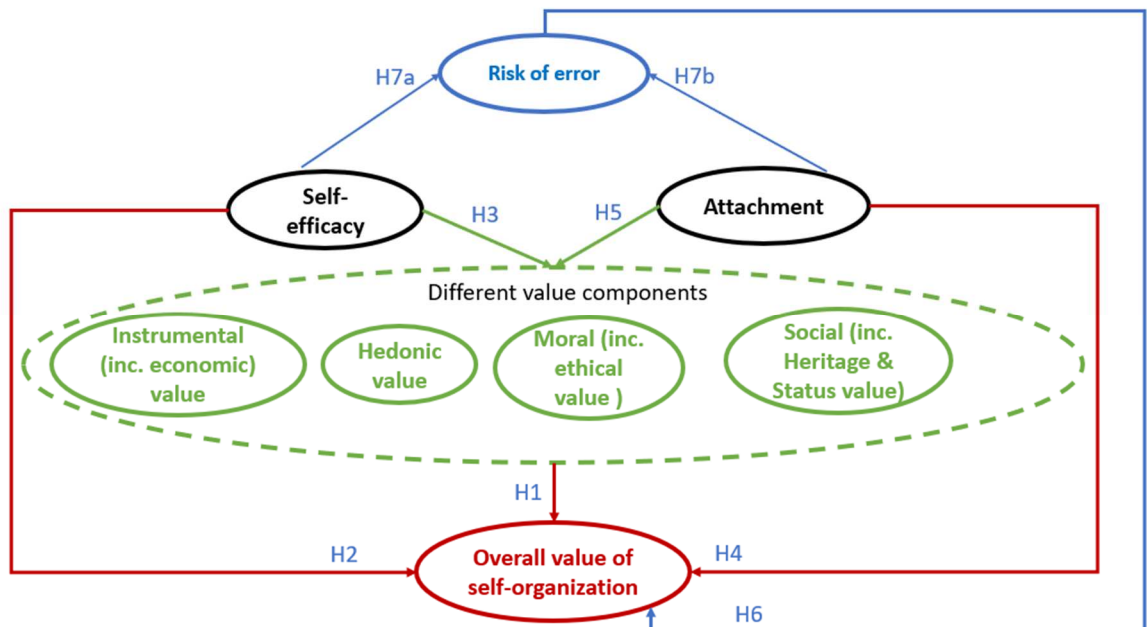 Risk of error
H7a
H7b
Self-
efficacy
Attachment
H3
H5
Different value components
Instrumental
(inc. economic)
value
Hedonic
value
Moral (inc.
ethical
value )
Social (inc.
Heritage &
Status value)
H1
H2
Overall value of
self-organization
H4
H6